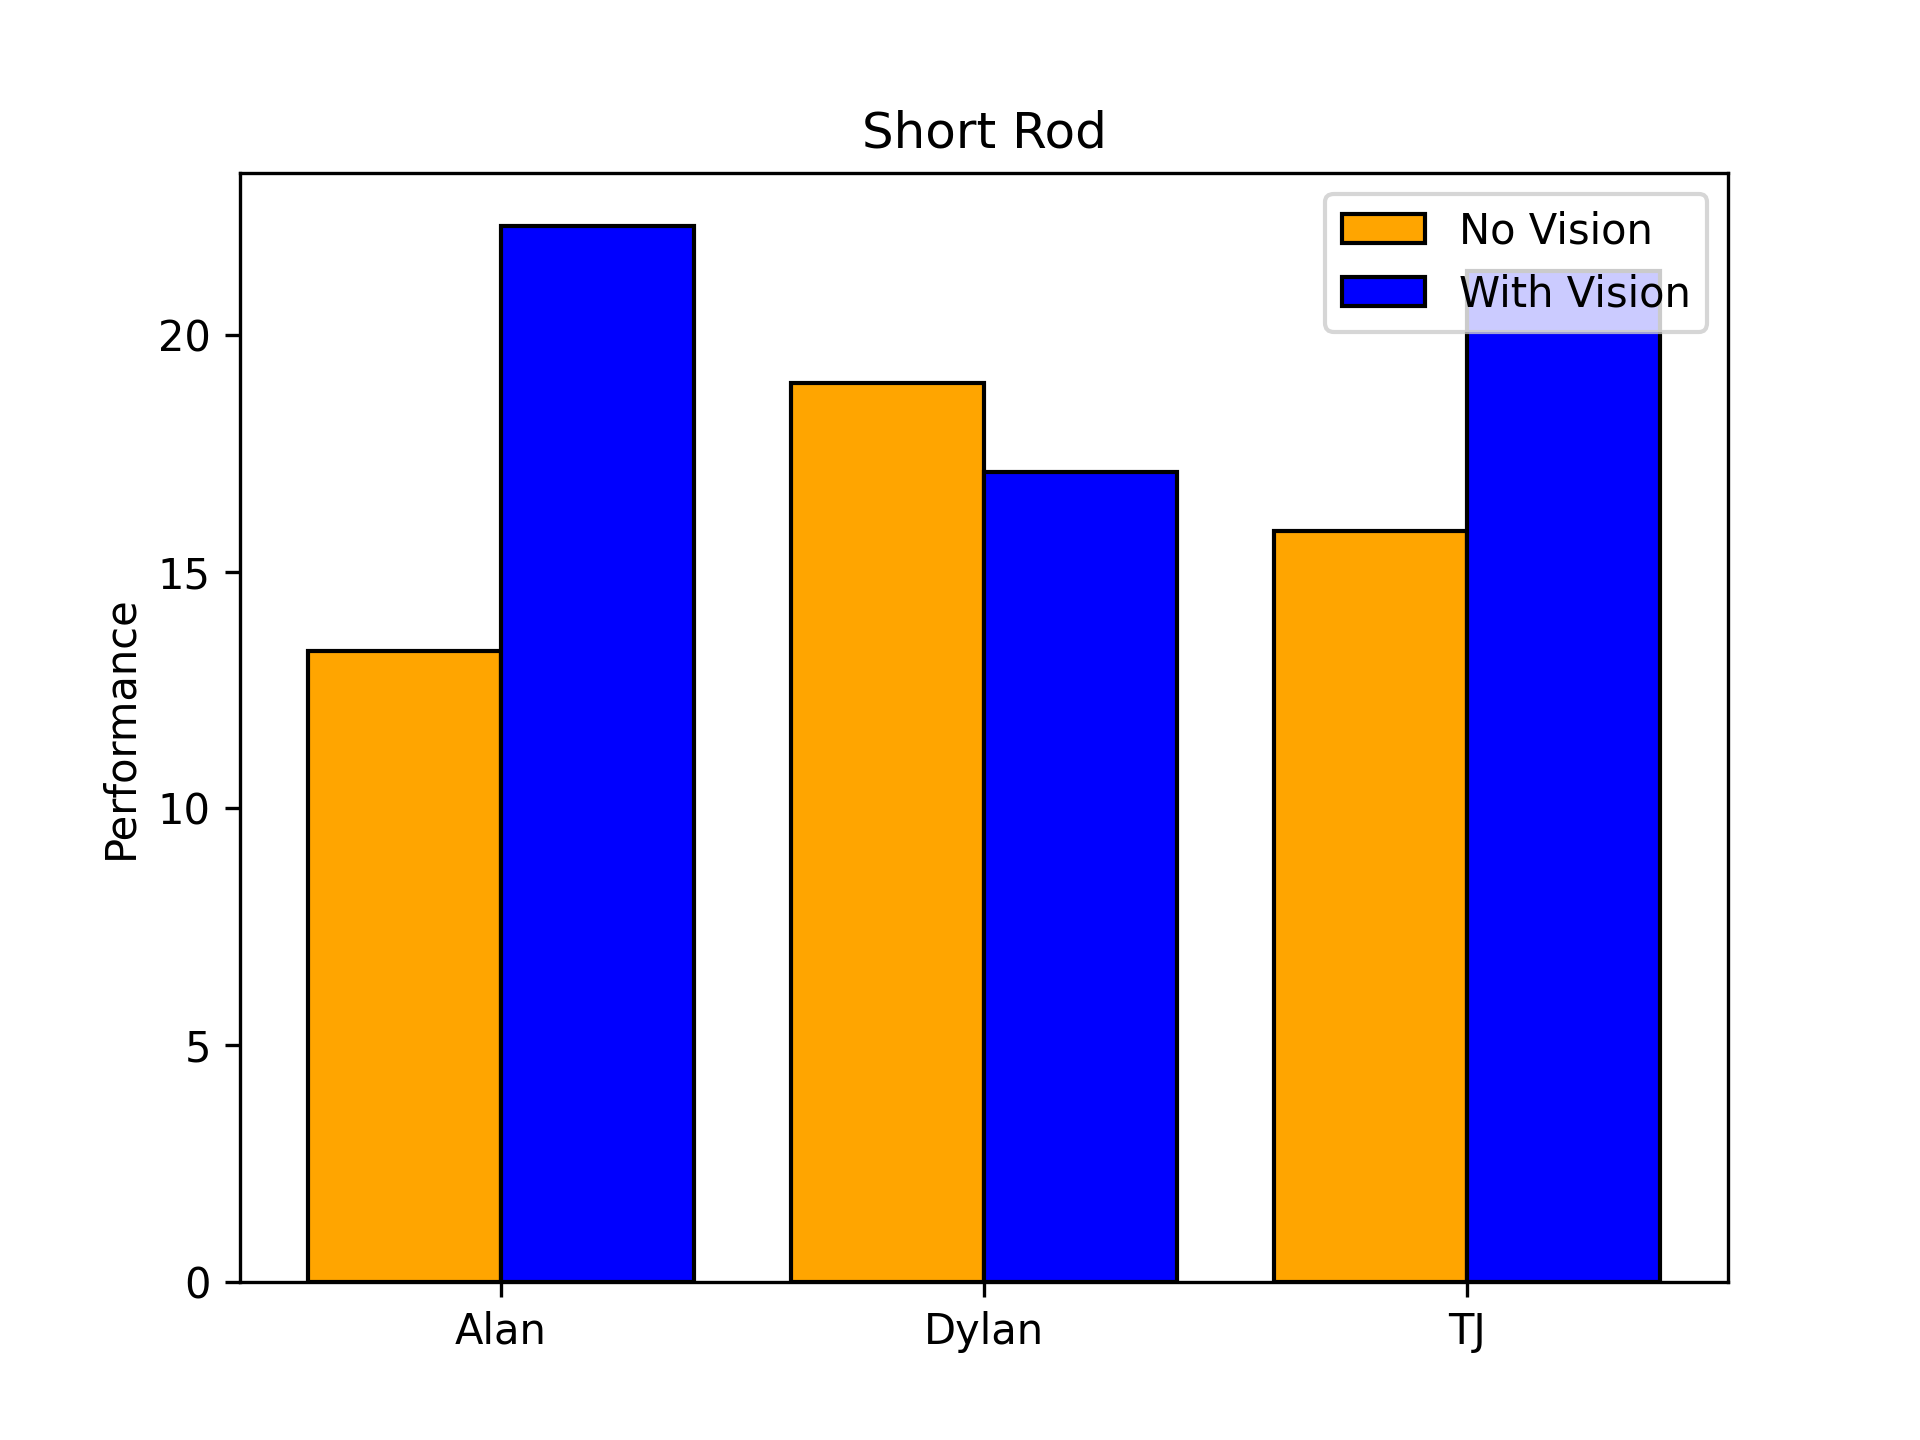 Short Rod
No Vision
With Vision
20
15
10
5
0
Performance
Alan
Dylan
TJ